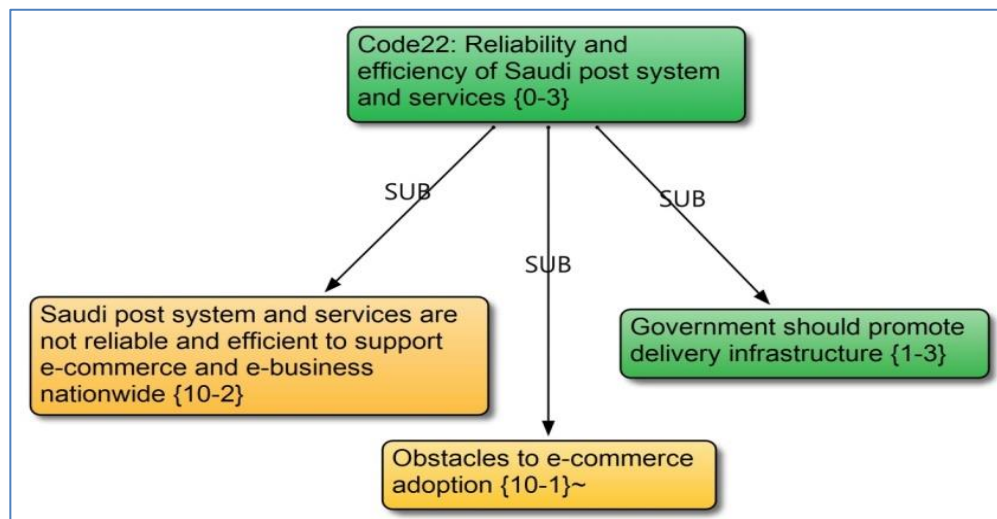 Code22: Reliability and
efficiency of Saudi post system
and services {0-3}
SUB
SUB
SUB
Saudi post system and services are
not reliable and efficient to support
e-commerce and e-business
nationwide {10-2}
Government should promote
delivery infrastructure {1-3}
Obstacles to e-commerce
adoption {10-1}~